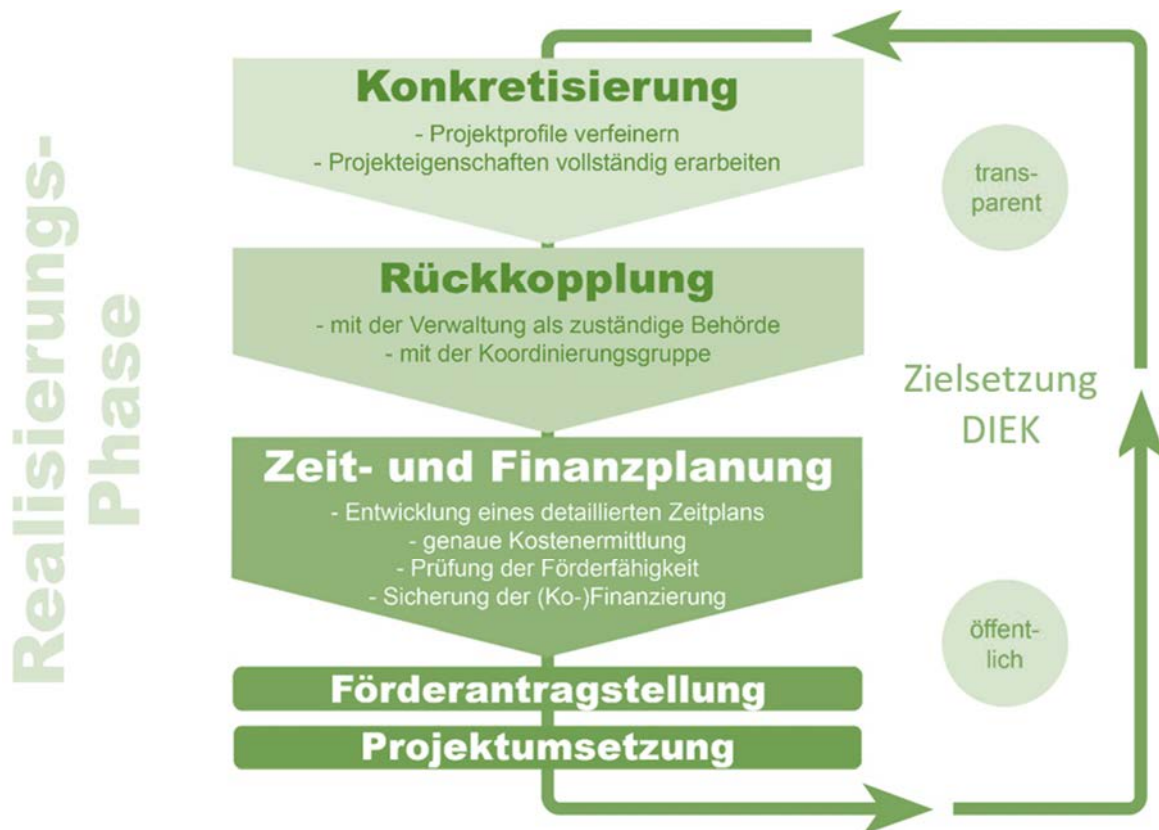 Realisierungs-
Phase
Konkretisierung
- Projektprofile verfeinern
- Projekteigenschaften vollständig erarbeiten
Rückkopplung
- mit der Verwaltung als zuständige Behörde
- mit der Koordinierungsgruppe
Zeit- und Finanzplanung
- Entwicklung eines detaillierten Zeitplans
- genaue Kostenermittlung
- Prüfung der Förderfähigkeit
- Sicherung der (Ko-)Finanzierung
Förderantragstellung
Projektumsetzung
trans-
parent
Zielsetzung
DIEK
öffent-
lich